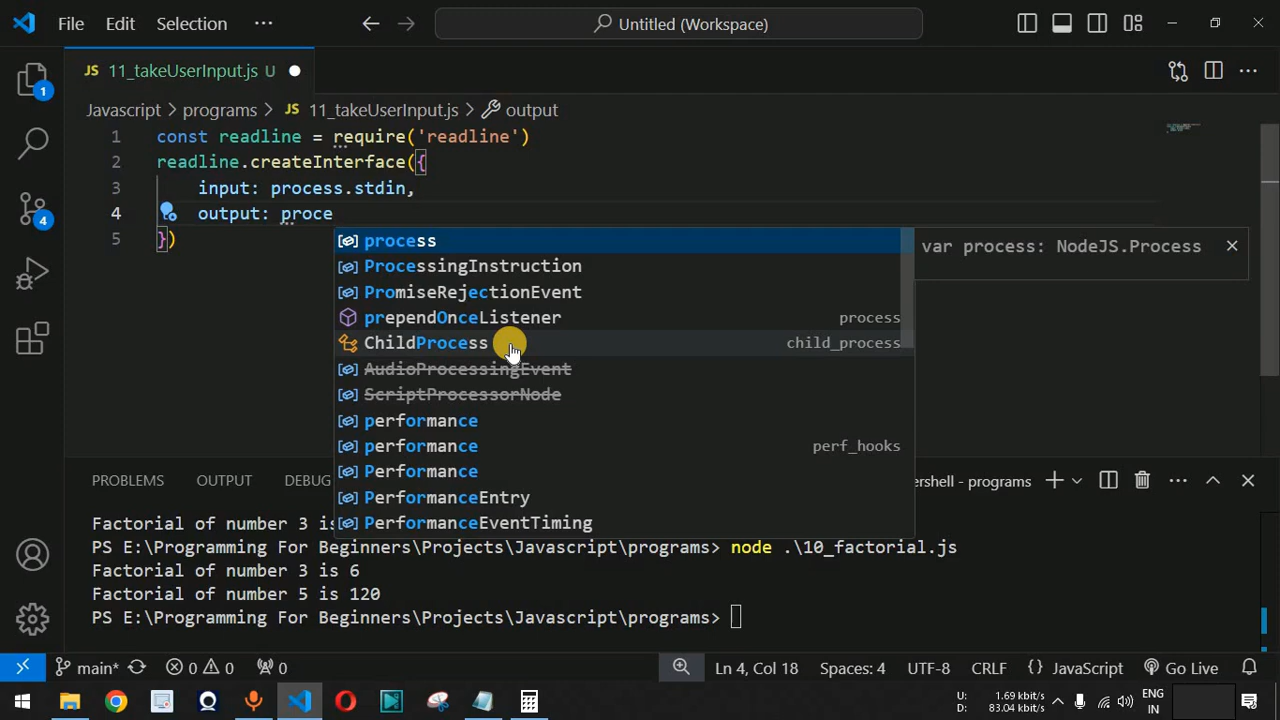 File Edit Selection ··· Untitled (Workspace)
JS 11_takeUserInput.js U
Javascript > programs > JS 11_takeUserInput.js > output
1 const readline = require('readline')
2 readline.createInterface({
3 input: process.stdin,
4 output: proce
5 })
process
ProcessingInstruction
PromiseRejectionEvent
prependOnceListener process
ChildProcess child_process
AudioProcessingEvent
ScriptProcessorNode
performance
performance perf_hooks
Performance
PerformanceEntry
PerformanceEventTiming
var process: NodeJS.Process
1
4
PROBLEMS OUTPUT DEBUG ershell - programs
Factorial of number 3 is
PS E:\Programming For Beginners\Projects\Javascript\programs> node .\10_factorial.js
Factorial of number 3 is 6
Factorial of number 5 is 120
PS E:\Programming For Beginners\Projects\Javascript\programs>
main* 0 0 0 Ln 4, Col 18 Spaces: 4 UTF-8 CRLF {} JavaScript Go Live
U: 1.69 kbit/s
D: 83.04 kbit/s
ENG
IN